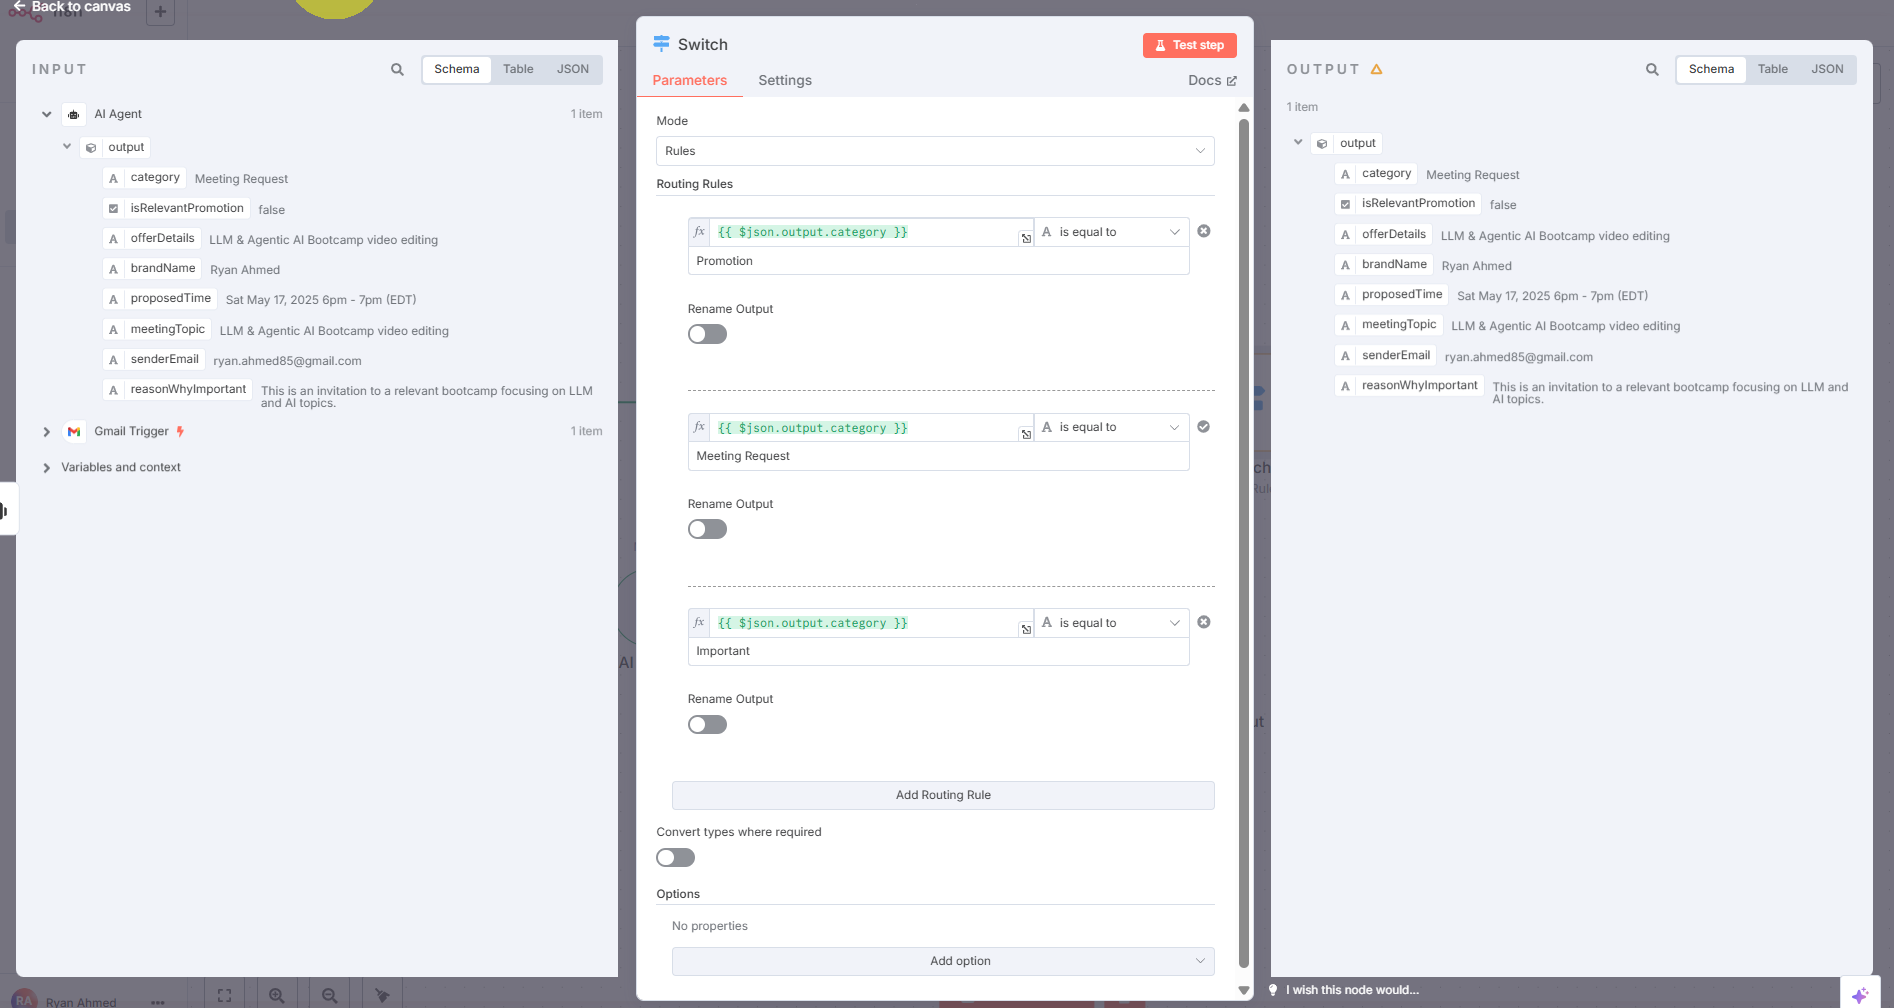 Back to canvas
n8n
INPUT
Schema
Table
JSON
AI Agent
1 item
output
category
Meeting Request
isRelevantPromotion
false
offerDetails
LLM & Agentic AI Bootcamp video editing
brandName
Ryan Ahmed
proposedTime
Sat May 17, 2025 6pm - 7pm (EDT)
meetingTopic
LLM & Agentic AI Bootcamp video editing
senderEmail
ryan.ahmed85@gmail.com
reasonWhyImportant
This is an invitation to a relevant bootcamp focusing on LLM
and AI topics.
Gmail Trigger
1 item
Variables and context
RA
Ryan Ahmed
AI
Switch
Test step
Parameters
Settings
Docs
Mode
Rules
Routing Rules
fx {{ $json.output.category }}
A is equal to
Promotion
Rename Output
fx {{ $json.output.category }}
A is equal to
Meeting Request
Rename Output
fx {{ $json.output.category }}
A is equal to
Important
Rename Output
Add Routing Rule
Convert types where required
Options
No properties
Add option
OUTPUT
Schema
Table
JSON
1 item
output
category
Meeting Request
isRelevantPromotion
false
offerDetails
LLM & Agentic AI Bootcamp video editing
brandName
Ryan Ahmed
proposedTime
Sat May 17, 2025 6pm - 7pm (EDT)
meetingTopic
LLM & Agentic AI Bootcamp video editing
senderEmail
ryan.ahmed85@gmail.com
reasonWhyImportant
This is an invitation to a relevant bootcamp focusing on LLM and
AI topics.
I wish this node would...